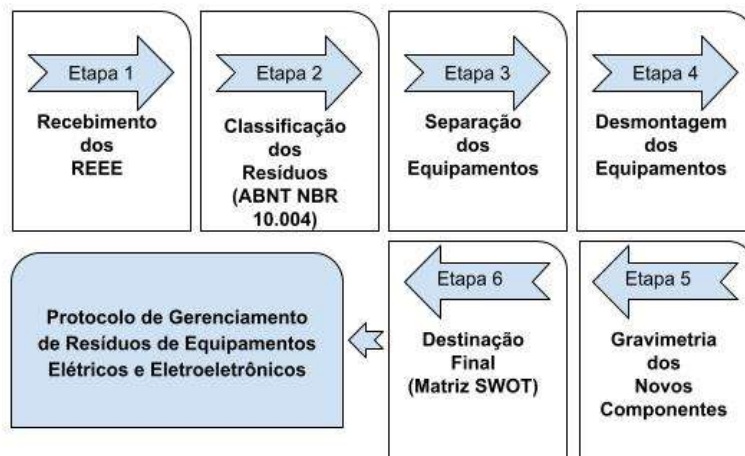 Etapa 1
Recebimento
dos
REEE
Etapa 2
Classificação
dos
Resíduos
(ABNT NBR
10.004)
Etapa 3
Separação
dos
Equipamentos
Etapa 4
Desmontagem
dos
Equipamentos
Etapa 5
Gravimetria
dos
Novos
Componentes
Etapa 6
Destinação
Final
(Matriz SWOT)
Protocolo de Gerenciamento
de Resíduos de Equipamentos
Elétricos e Eletroeletrônicos